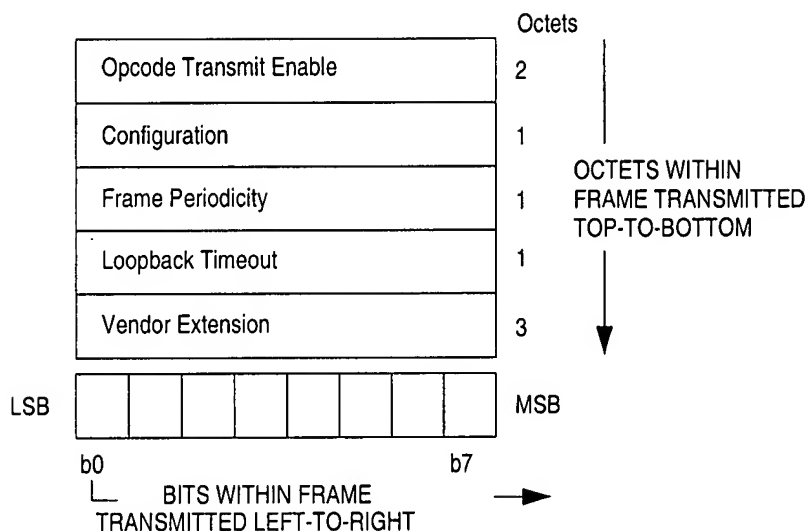 Octets
Opcode Transmit Enable 2
Configuration 1
Frame Periodicity 1
Loopback Timeout 1
Vendor Extension 3
OCTETS WITHIN
FRAME TRANSMITTED
TOP-TO-BOTTOM
LSB MSB
b0 b7
BITS WITHIN FRAME
TRANSMITTED LEFT-TO-RIGHT